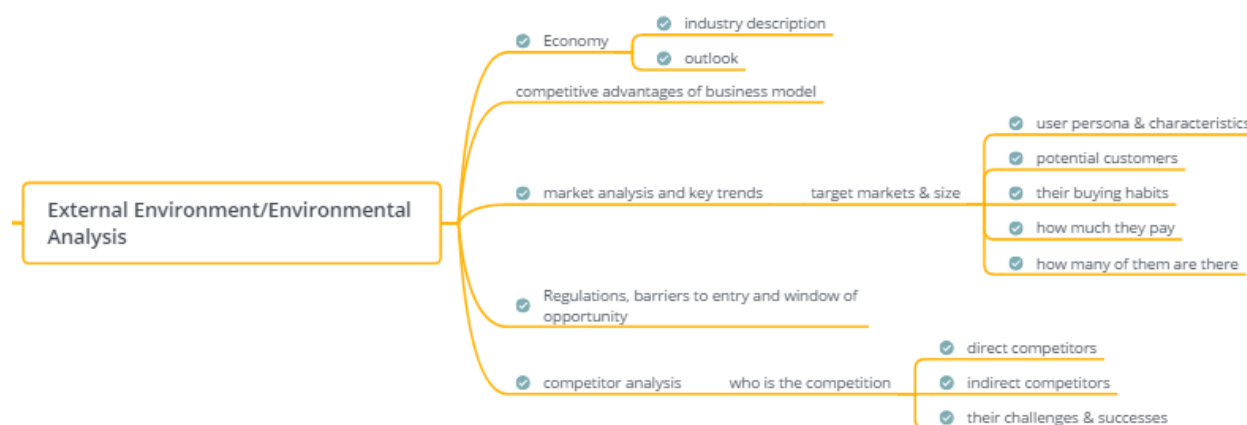 industry description
Economy
outlook
competitive advantages of business model
user persona & characteristics
potential customers
market analysis and key trends
target markets & size
their buying habits
how much they pay
how many of them are there
External Environment/Environmental
Analysis
Regulations, barriers to entry and window of
opportunity
direct competitors
competitor analysis
who is the competition
indirect competitors
their challenges & successes